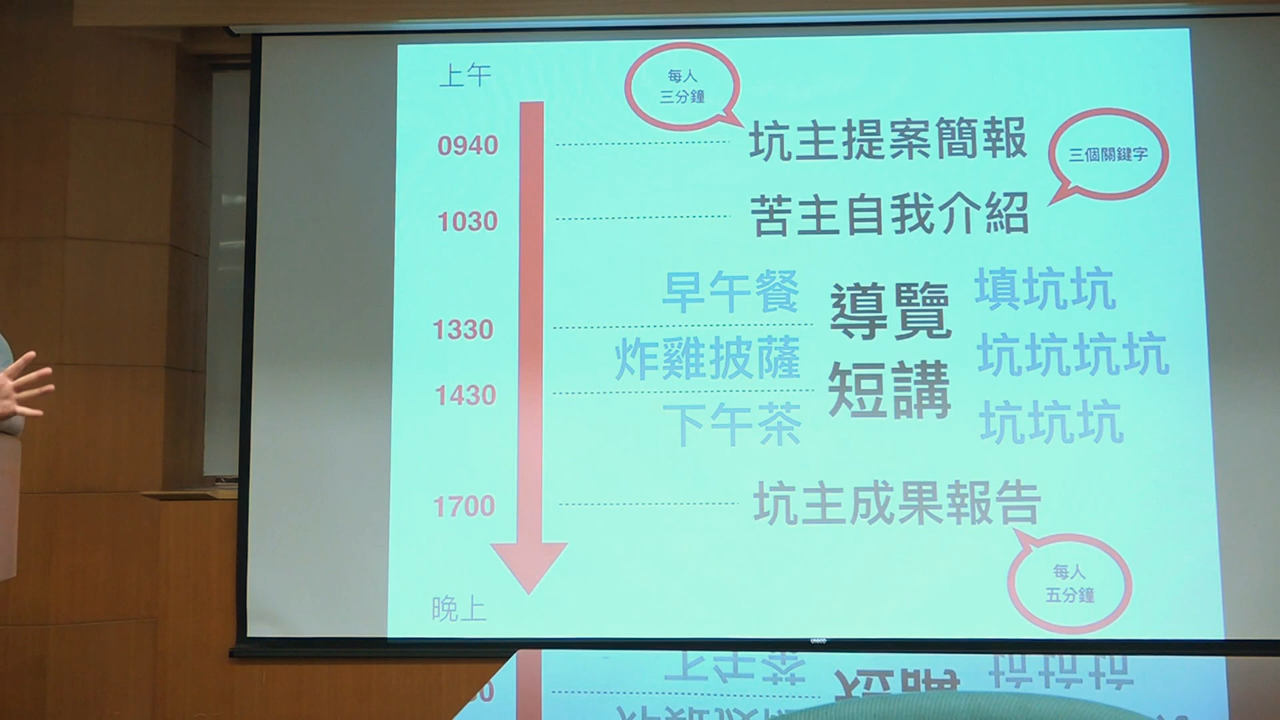 上午
每人
三分鐘
0940
坑主提案簡報
三個關鍵字
1030
苦主自我介紹
早午餐
導覽
填坑坑
1330
炸雞披薩
坑坑坑坑
1430
短講
下午茶
坑坑坑
1700
坑主成果報告
每人
五分鐘
晚上